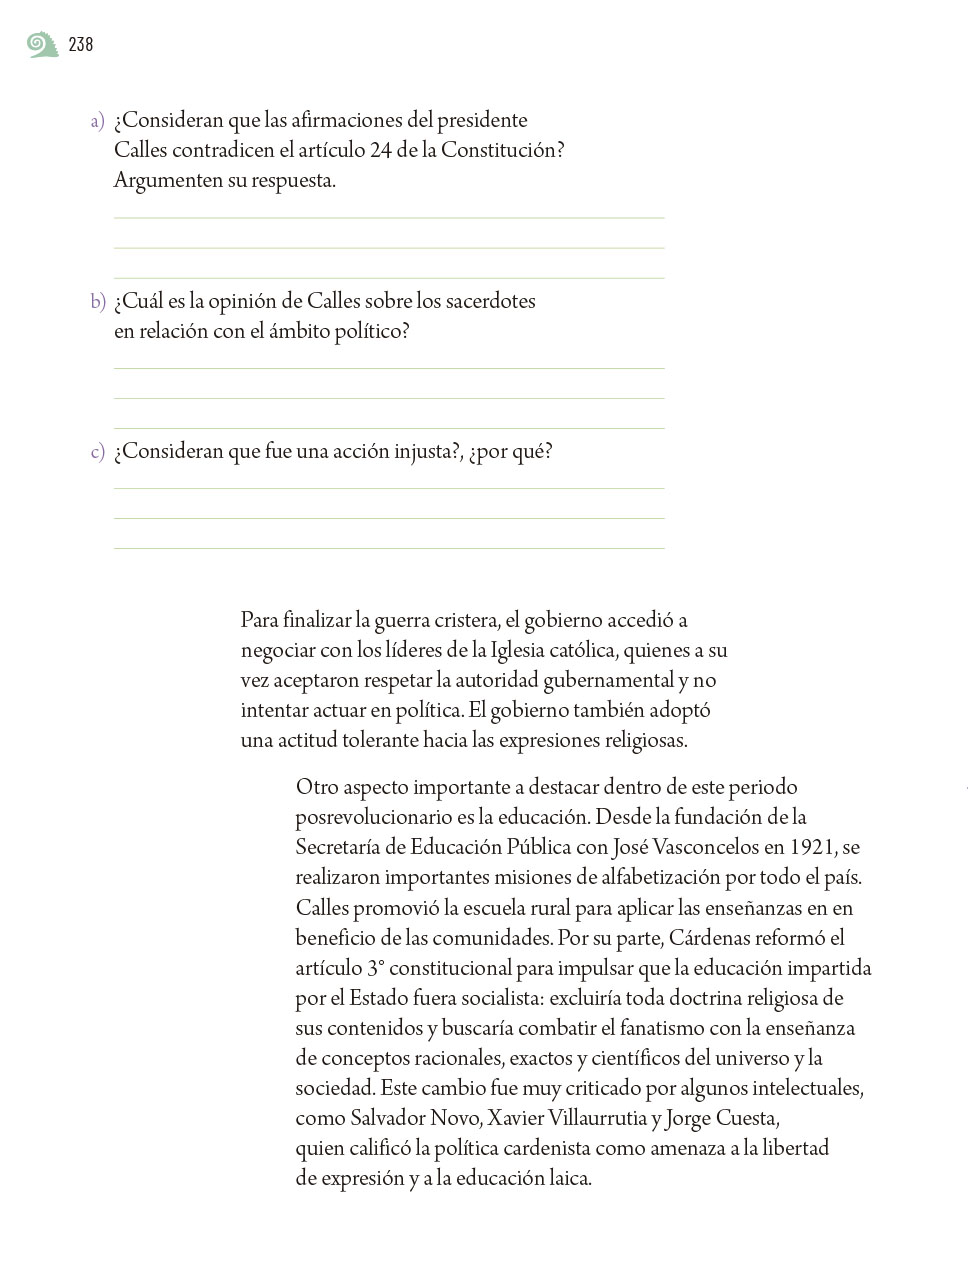 238
a) ¿Consideran que las afirmaciones del presidente
Calles contradicen el artículo 24 de la Constitución?
Argumenten su respuesta.
b) ¿Cuál es la opinión de Calles sobre los sacerdotes
en relación con el ámbito político?
c) ¿Consideran que fue una acción injusta?, ¿por qué?
Para finalizar la guerra cristera, el gobierno accedió a
negociar con los líderes de la Iglesia católica, quienes a su
vez aceptaron respetar la autoridad gubernamental y no
intentar actuar en política. El gobierno también adoptó
una actitud tolerante hacia las expresiones religiosas.
Otro aspecto importante a destacar dentro de este periodo
posrevolucionario es la educación. Desde la fundación de la
Secretaría de Educación Pública con José Vasconcelos en 1921, se
realizaron importantes misiones de alfabetización por todo el país.
Calles promovió la escuela rural para aplicar las enseñanzas en en
beneficio de las comunidades. Por su parte, Cárdenas reformó el
artículo 3° constitucional para impulsar que la educación impartida
por el Estado fuera socialista: excluiría toda doctrina religiosa de
sus contenidos y buscaría combatir el fanatismo con la enseñanza
de conceptos racionales, exactos y científicos del universo y la
sociedad. Este cambio fue muy criticado por algunos intelectuales,
como Salvador Novo, Xavier Villaurrutia y Jorge Cuesta,
quien calificó la política cardenista como amenaza a la libertad
de expresión y a la educación laica.